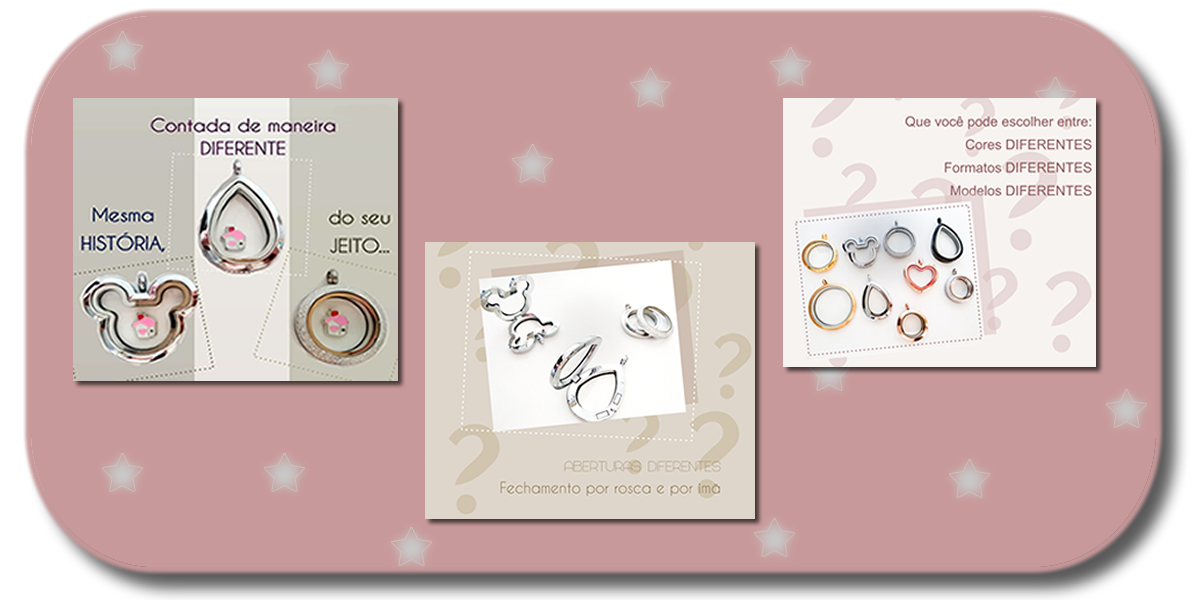 Contada de maneira
DIFERENTE
Mesma
HISTÓRIA,
do seu
JEITO...
ABERTURAS DIFERENTES
Fechamento por rosca e por ímã
Que você pode escolher entre:
Cores DIFERENTES
Formatos DIFERENTES
Modelos DIFERENTES